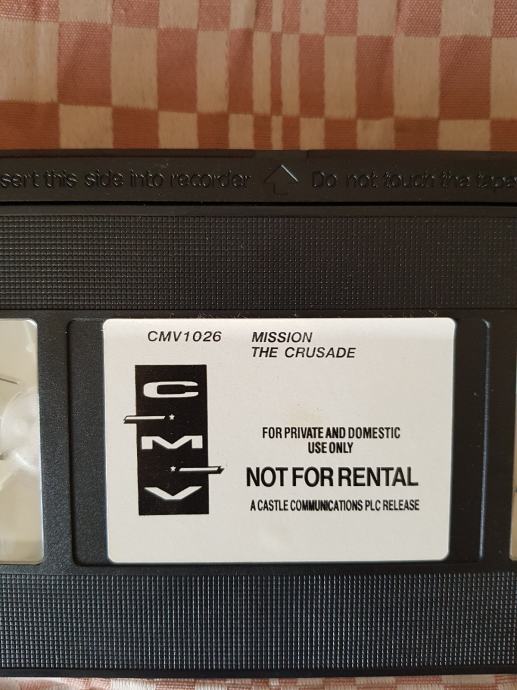 sert this side into recorder Do not touch the tape
CMV1026 MISSION
THE CRUSADE
C
M
V
FOR PRIVATE AND DOMESTIC
USE ONLY
NOT FOR RENTAL
A CASTLE COMMUNICATIONS PLC RELEASE